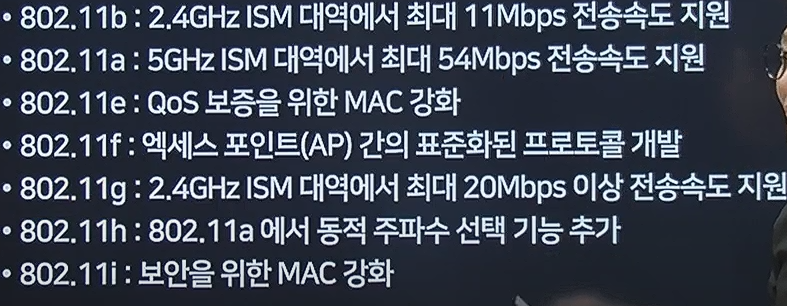 • 802.11b : 2.4GHz ISM 대역에서 최대 11Mbps 전송속도 지원
• 802.11a : 5GHz ISM 대역에서 최대 54Mbps 전송속도 지원
• 802.11e : QoS 보증을 위한 MAC 강화
• 802.11f : 엑세스 포인트(AP) 간의 표준화된 프로토콜 개발
• 802.11g : 2.4GHz ISM 대역에서 최대 20Mbps 이상 전송속도 지원
• 802.11h : 802.11a 에서 동적 주파수 선택 기능 추가
• 802.11i : 보안을 위한 MAC 강화